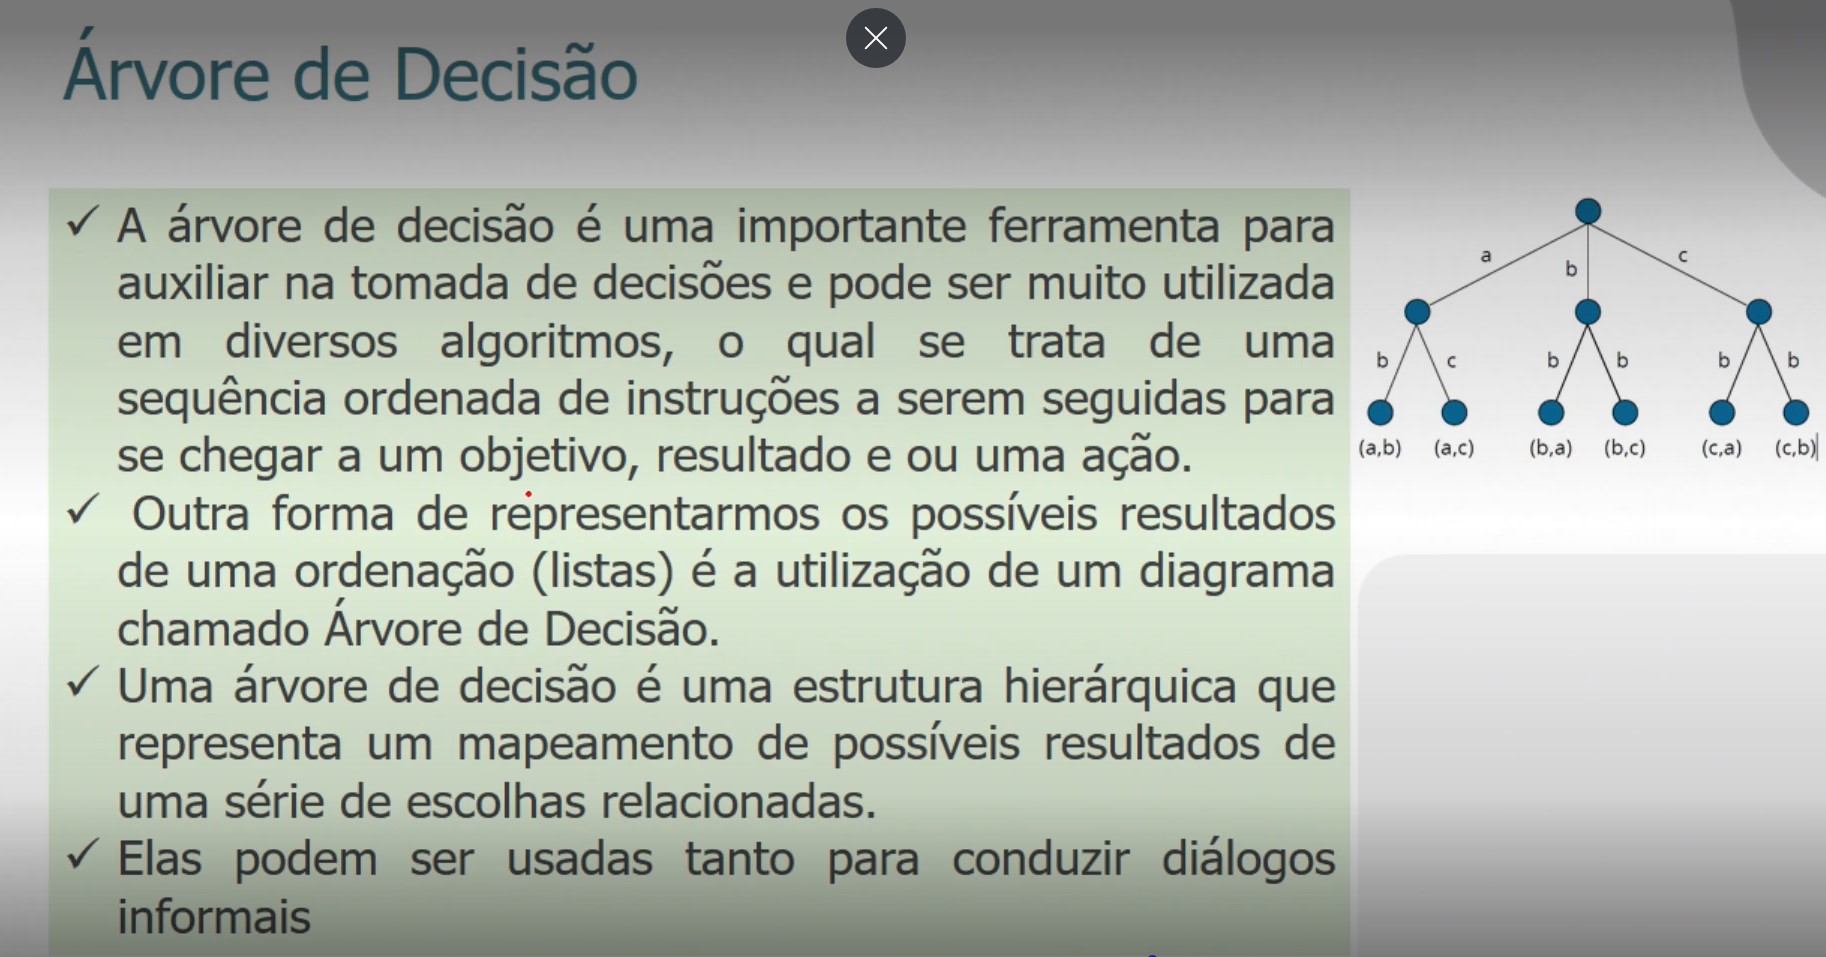 Árvore de Decisão
✓ A árvore de decisão é uma importante ferramenta para
auxiliar na tomada de decisões e pode ser muito utilizada
em diversos algoritmos, o qual se trata de uma
sequência ordenada de instruções a serem seguidas para
se chegar a um objetivo, resultado e ou uma ação.
✓ Outra forma de representarmos os possíveis resultados
de uma ordenação (listas) é a utilização de um diagrama
chamado Árvore de Decisão.
✓ Uma árvore de decisão é uma estrutura hierárquica que
representa um mapeamento de possíveis resultados de
uma série de escolhas relacionadas.
✓ Elas podem ser usadas tanto para conduzir diálogos
informais
a b c
b c b b b b
(a,b) (a,c) (b,a) (b,c) (c,a) (c,b)